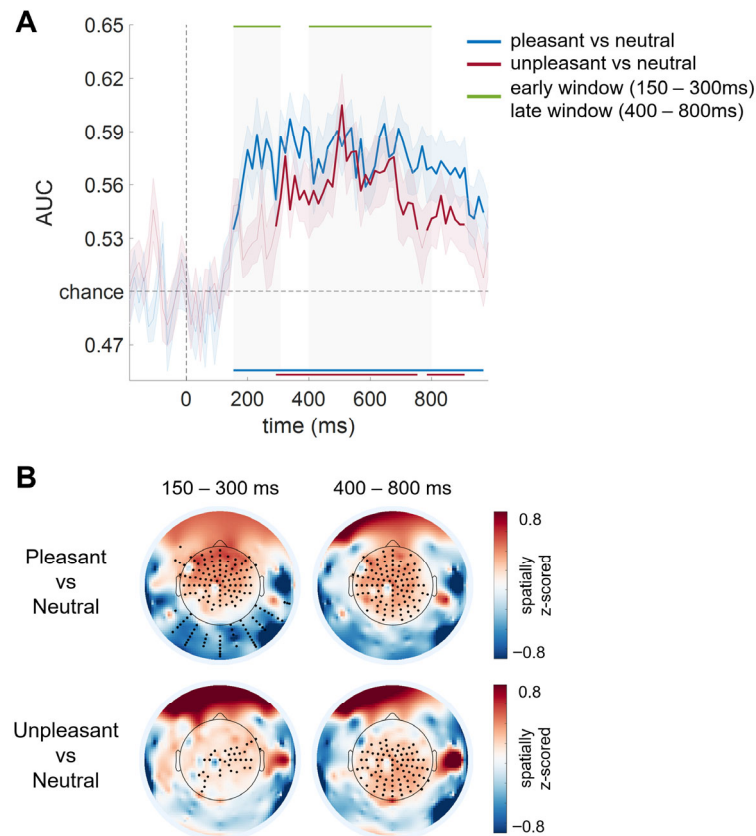 A
0.65
0.62
0.59
0.56
0.53
chance
0.47
AUC
0
200
400
600
800
time (ms)
pleasant vs neutral
unpleasant vs neutral
early window (150 – 300ms)
late window (400 – 800ms)
B
150 – 300 ms
400 – 800 ms
Pleasant
vs
Neutral
0.8
spatially
z-scored
−0.8
Unpleasant
vs
Neutral
0.8
spatially
z-scored
−0.8